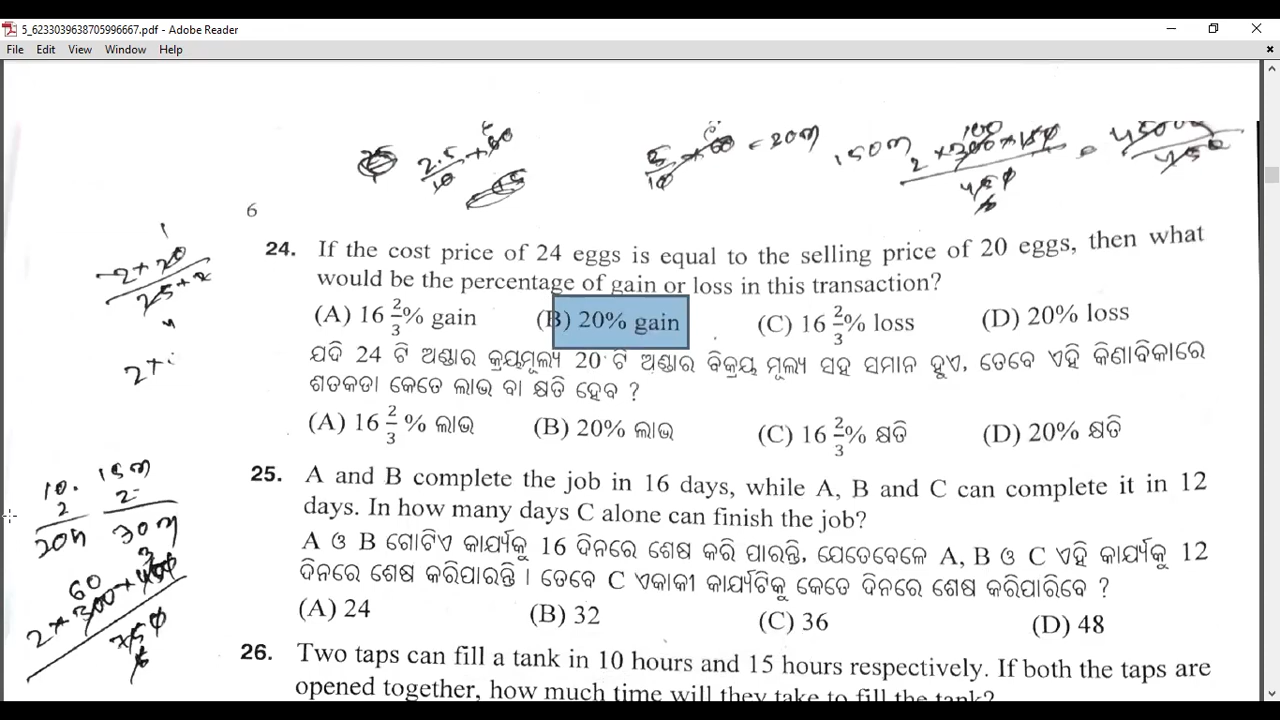 5_6233039638705996667.pdf - Adobe Reader
File Edit View Window Help
6
24. If the cost price of 24 eggs is equal to the selling price of 20 eggs, then what
would be the percentage of gain or loss in this transaction?
(A) 16 2/3% gain (B) 20% gain (C) 16 2/3% loss (D) 20% loss
ଯଦି 24 ଟି ଅଣ୍ଡାର କ୍ରୟମୂଲ୍ୟ 20 ଟି ଅଣ୍ଡାର ବିକ୍ରୟ ମୂଲ୍ୟ ସହ ସମାନ ହୁଏ, ତେବେ ଏହି କିଣାବିକାରେ
ଶତକଡା କେତେ ଲାଭ ବା କ୍ଷତି ହେବ ?
(A) 16 2/3 % ଲାଭ (B) 20% ଲାଭ (C) 16 2/3% କ୍ଷତି (D) 20% କ୍ଷତି
25. A and B complete the job in 16 days, while A, B and C can complete it in 12
days. In how many days C alone can finish the job?
A ଓ B ଗୋଟିଏ କାର୍ଯ୍ୟକୁ 16 ଦିନରେ ଶେଷ କରି ପାରନ୍ତି, ଯେତେବେଳେ A, B ଓ C ଏହି କାର୍ଯ୍ୟକୁ 12
ଦିନରେ ଶେଷ କରିପାରନ୍ତି । ତେବେ C ଏକାକୀ କାର୍ଯ୍ୟଟିକୁ କେତେ ଦିନରେ ଶେଷ କରିପାରିବେ ?
(A) 24 (B) 32 (C) 36 (D) 48
26. Two taps can fill a tank in 10 hours and 15 hours respectively. If both the taps are
opened together, how much time will they take to fill the tank?